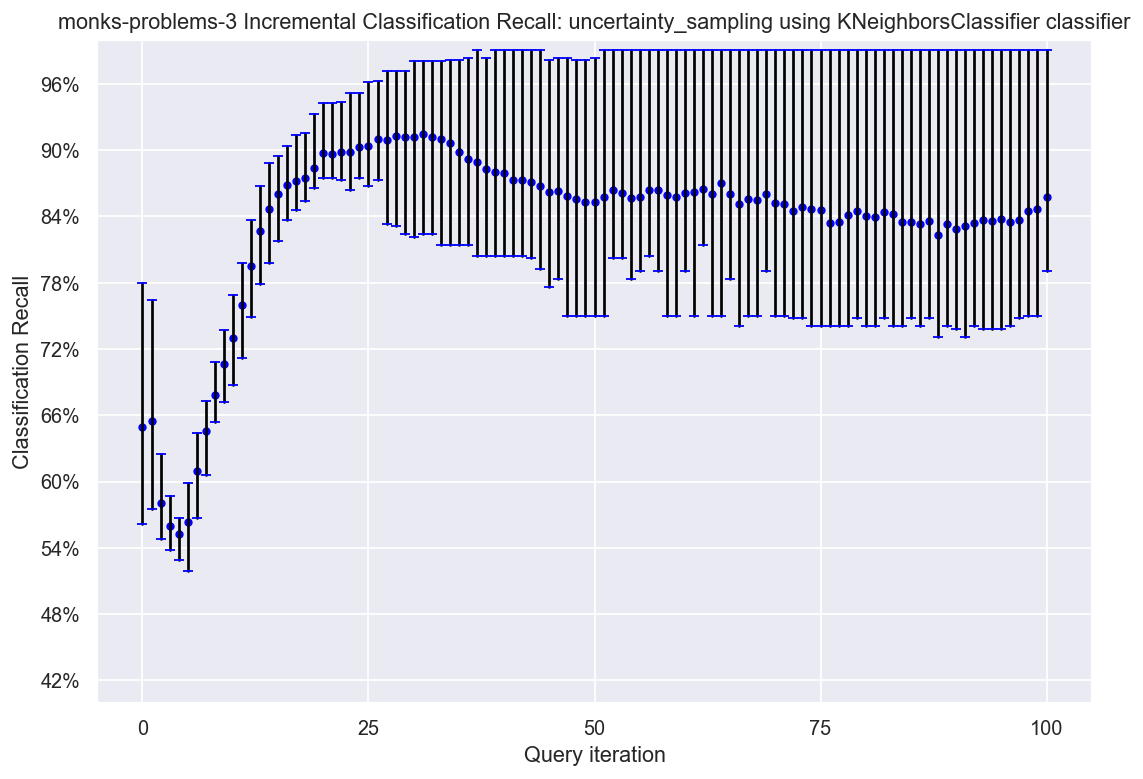 monks-problems-3 Incremental Classification Recall: uncertainty_sampling using KNeighborsClassifier classifier
96%
90%
84%
78%
72%
66%
60%
54%
48%
42%
Classification Recall
0 25 50 75 100
Query iteration